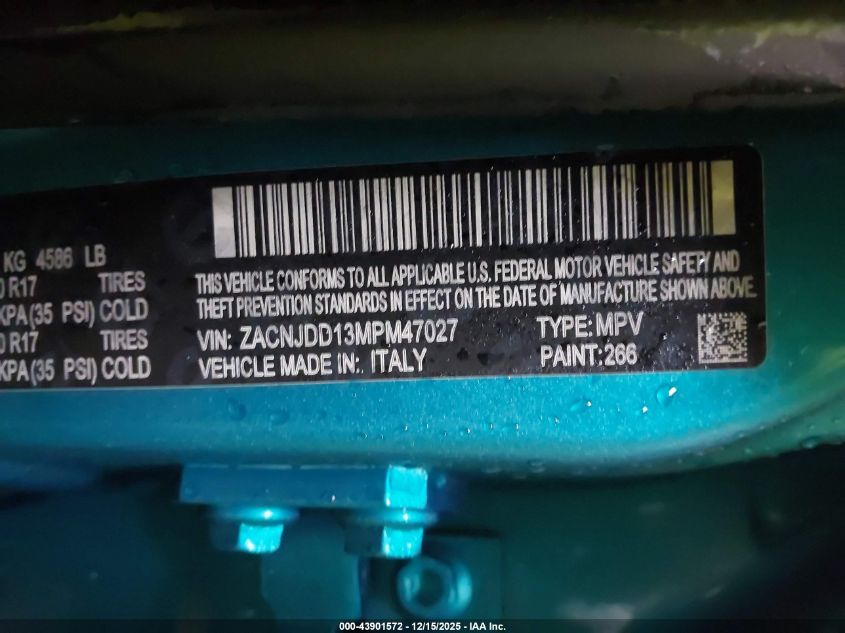 KG 4586 LB
R17 TIRES
KPA(35 PSI) COLD
R17 TIRES
KPA(35 PSI) COLD
THIS VEHICLE CONFORMS TO ALL APPLICABLE U.S. FEDERAL MOTOR VEHICLE SAFETY AND
THEFT PREVENTION STANDARDS IN EFFECT ON THE DATE OF MANUFACTURE SHOWN ABOVE.
VIN: ZACNJDD13MPM47027 TYPE: MPV
VEHICLE MADE IN: ITALY PAINT:266
000-43901572 - 12/15/2025 - IAA Inc.